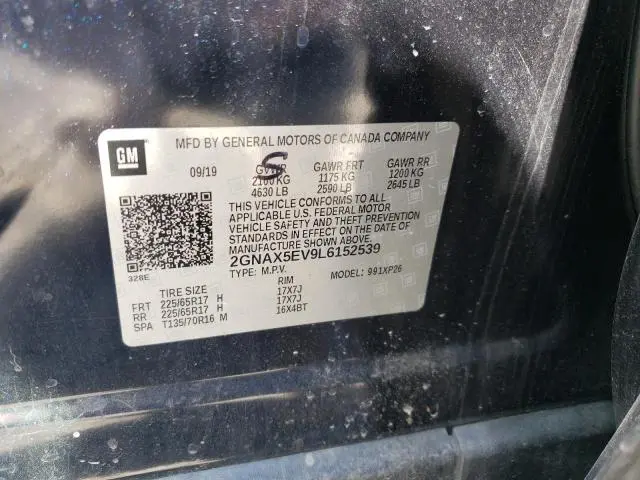 GM
MFD BY GENERAL MOTORS OF CANADA COMPANY
09/19 GVWR GAWR FRT GAWR RR
2100 KG 1175 KG 1200 KG
4630 LB 2590 LB 2645 LB
S
THIS VEHICLE CONFORMS TO ALL
APPLICABLE U.S. FEDERAL MOTOR
VEHICLE SAFETY AND THEFT PREVENTION
STANDARDS IN EFFECT ON THE DATE OF
MANUFACTURE SHOWN ABOVE.
2GNAX5EV9L6152539
328E
TYPE: M.P.V. MODEL: 991XP26
TIRE SIZE RIM
FRT 225/65R17 H 17X7J
RR 225/65R17 H 17X7J
SPA T135/70R16 M 16X4BT